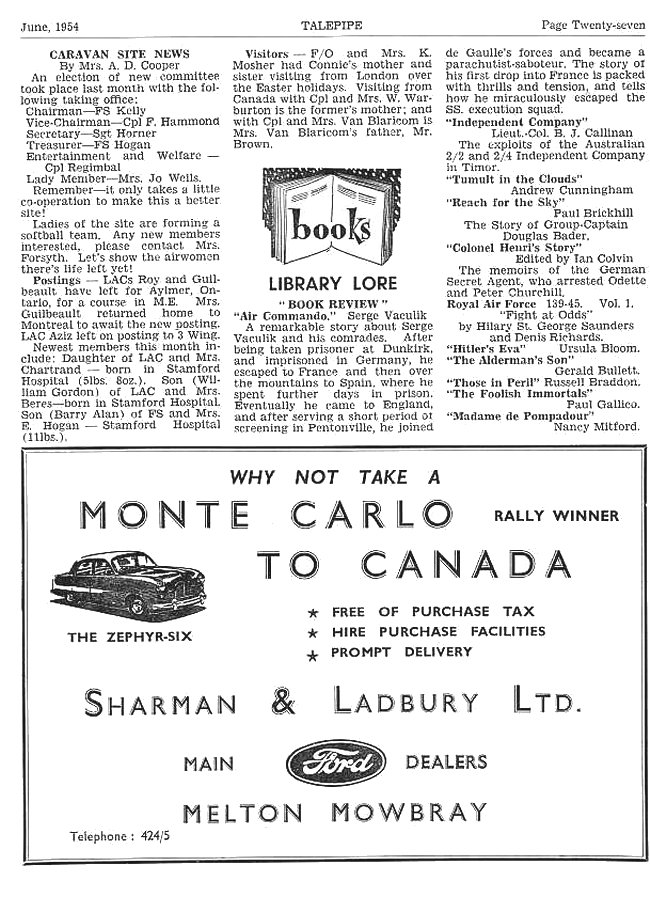 June, 1954
TALEPIPE
Page Twenty-seven
CARAVAN SITE NEWS
By Mrs. A. D. Cooper
An election of new committee
took place last month with the fol-
lowing taking office:
Chairman—FS Kelly
Vice-Chairman—Cpl F. Hammond
Secretary—Sgt Horner
Treasurer—FS Hogan
Entertainment and Welfare —
Cpl Regimbal
Lady Member—Mrs. Jo Wells.
Remember—it only takes a little
co-operation to make this a better
site!
Ladies of the site are forming a
softball team. Any new members
interested, please contact Mrs.
Forsyth. Let's show the airwomen
there's life left yet!
Postings — LACs Roy and Guil-
beault have left for Aylmer, On-
tario, for a course in M.E. Mrs.
Guilbeault returned home to
Montreal to await the new posting.
LAC Aziz left on posting to 3 Wing.
Newest members this month in-
clude: Daughter of LAC and Mrs.
Chartrand — born in Stamford
Hospital (5lbs. 8oz.). Son (Wil-
liam Gordon) of LAC and Mrs.
Beres—born in Stamford Hospital.
Son (Barry Alan) of FS and Mrs.
E. Hogan — Stamford Hospital
(11lbs.).
Visitors — F/O and Mrs. K.
Mosher had Connie's mother and
sister visiting from London over
the Easter holidays. Visiting from
Canada with Cpl and Mrs. W. War-
burton is the former's mother; and
with Cpl and Mrs. Van Blaricom is
Mrs. Van Blaricom's father, Mr.
Brown.
books
LIBRARY LORE
"BOOK REVIEW"
"Air Commando." Serge Vaculik
A remarkable story about Serge
Vaculik and his comrades. After
being taken prisoner at Dunkirk,
and imprisoned in Germany, he
escaped to France and then over
the mountains to Spain, where he
spent further days in prison.
Eventually he came to England,
and after serving a short period of
screening in Pentonville, he joined
de Gaulle's forces and became a
parachutist-saboteur. The story of
his first drop into France is packed
with thrills and tension, and tells
how he miraculously escaped the
SS. execution squad.
"Independent Company"
Lieut.-Col. B. J. Callinan
The exploits of the Australian
2/2 and 2/4 Independent Company
in Timor.
"Tumult in the Clouds"
Andrew Cunningham
"Reach for the Sky"
Paul Brickhill
The Story of Group-Captain
Douglas Bader.
"Colonel Henri's Story"
Edited by Ian Colvin
The memoirs of the German
Secret Agent, who arrested Odette
and Peter Churchill.
Royal Air Force 139-45. Vol. 1.
"Fight at Odds"
by Hilary St. George Saunders
and Denis Richards.
"Hitler's Eva" Ursula Bloom.
"The Alderman's Son"
Gerald Bullett.
"Those in Peril" Russell Braddon.
"The Foolish Immortals"
Paul Gallico.
"Madame de Pompadour"
Nancy Mitford.
WHY NOT TAKE A
MONTE CARLO RALLY WINNER
TO CANADA
THE ZEPHYR-SIX
★ FREE OF PURCHASE TAX
★ HIRE PURCHASE FACILITIES
★ PROMPT DELIVERY
SHARMAN & LADBURY LTD.
MAIN Ford DEALERS
MELTON MOWBRAY
Telephone : 424/5